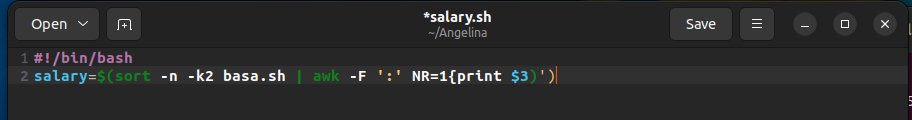 Open
*salary.sh
~/Angelina
Save
1 #!/bin/bash
2 salary=$(sort -n -k2 basa.sh | awk -F ':' NR=1{print $3)')